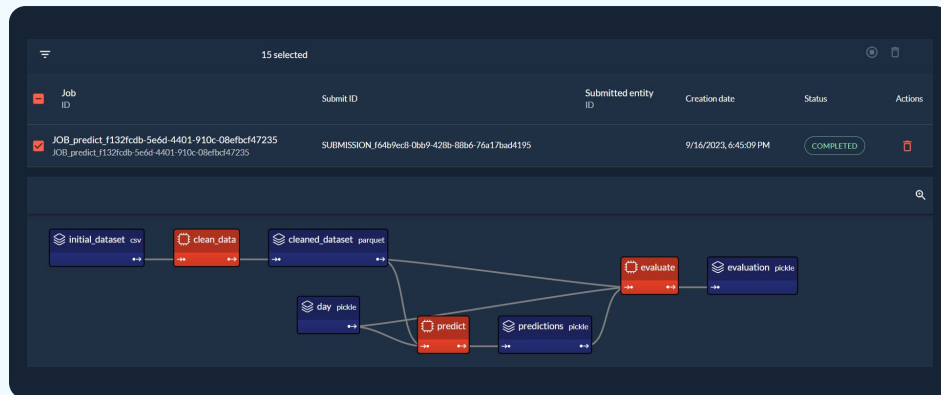 15 selected
Job
ID
Submit ID
Submitted entity
ID
Creation date
Status
Actions
JOB_predict_f132fcdb-5e6d-4401-910c-08efbcf47235
JOB_predict_f132fcdb-5e6d-4401-910c-08efbcf47235
SUBMISSION_f64b9ec8-0bb9-428b-88b6-76a17bad4195
9/16/2023, 6:45:09 PM
COMPLETED
initial_dataset csv
clean_data
cleaned_dataset parquet
evaluate
evaluation pickle
day pickle
predict
predictions pickle